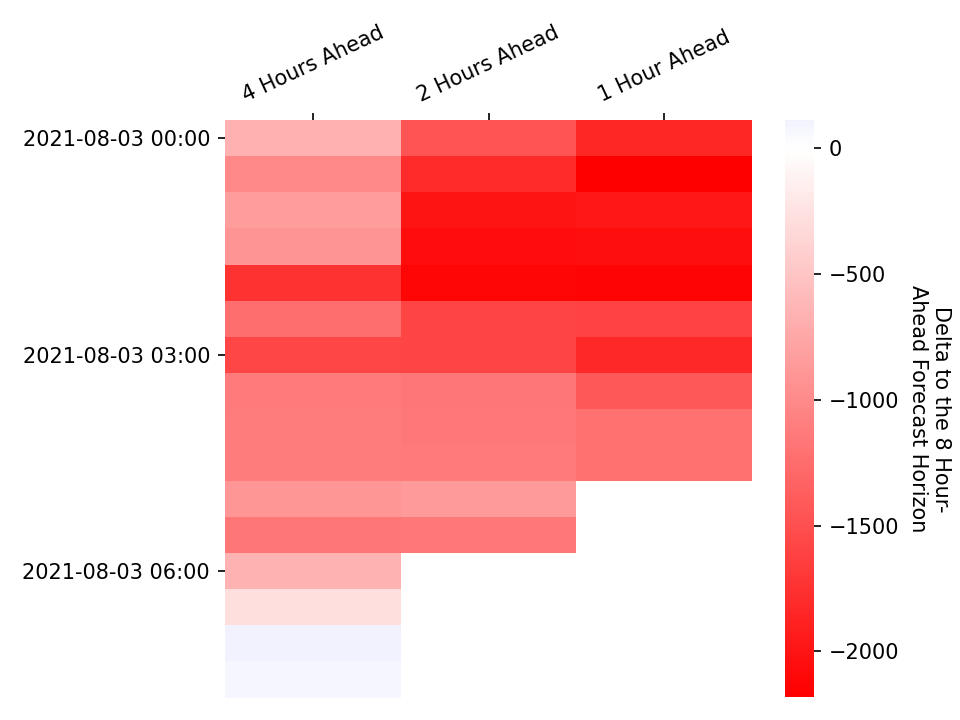 4 Hours Ahead
2 Hours Ahead
1 Hour Ahead
2021-08-03 00:00
2021-08-03 03:00
2021-08-03 06:00
0
−500
−1000
−1500
−2000
Delta to the 8 Hour-
Ahead Forecast Horizon